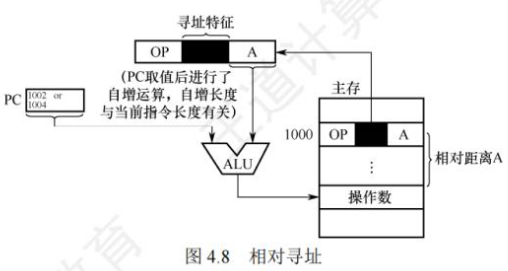 寻址特征
OP A
(PC取值后进行了
自增运算，自增长度
与当前指令长度有关)
PC 1002 or
1004
主存
1000 OP A
ALU
⋮
相对距离A
操作数
图 4.8 相对寻址